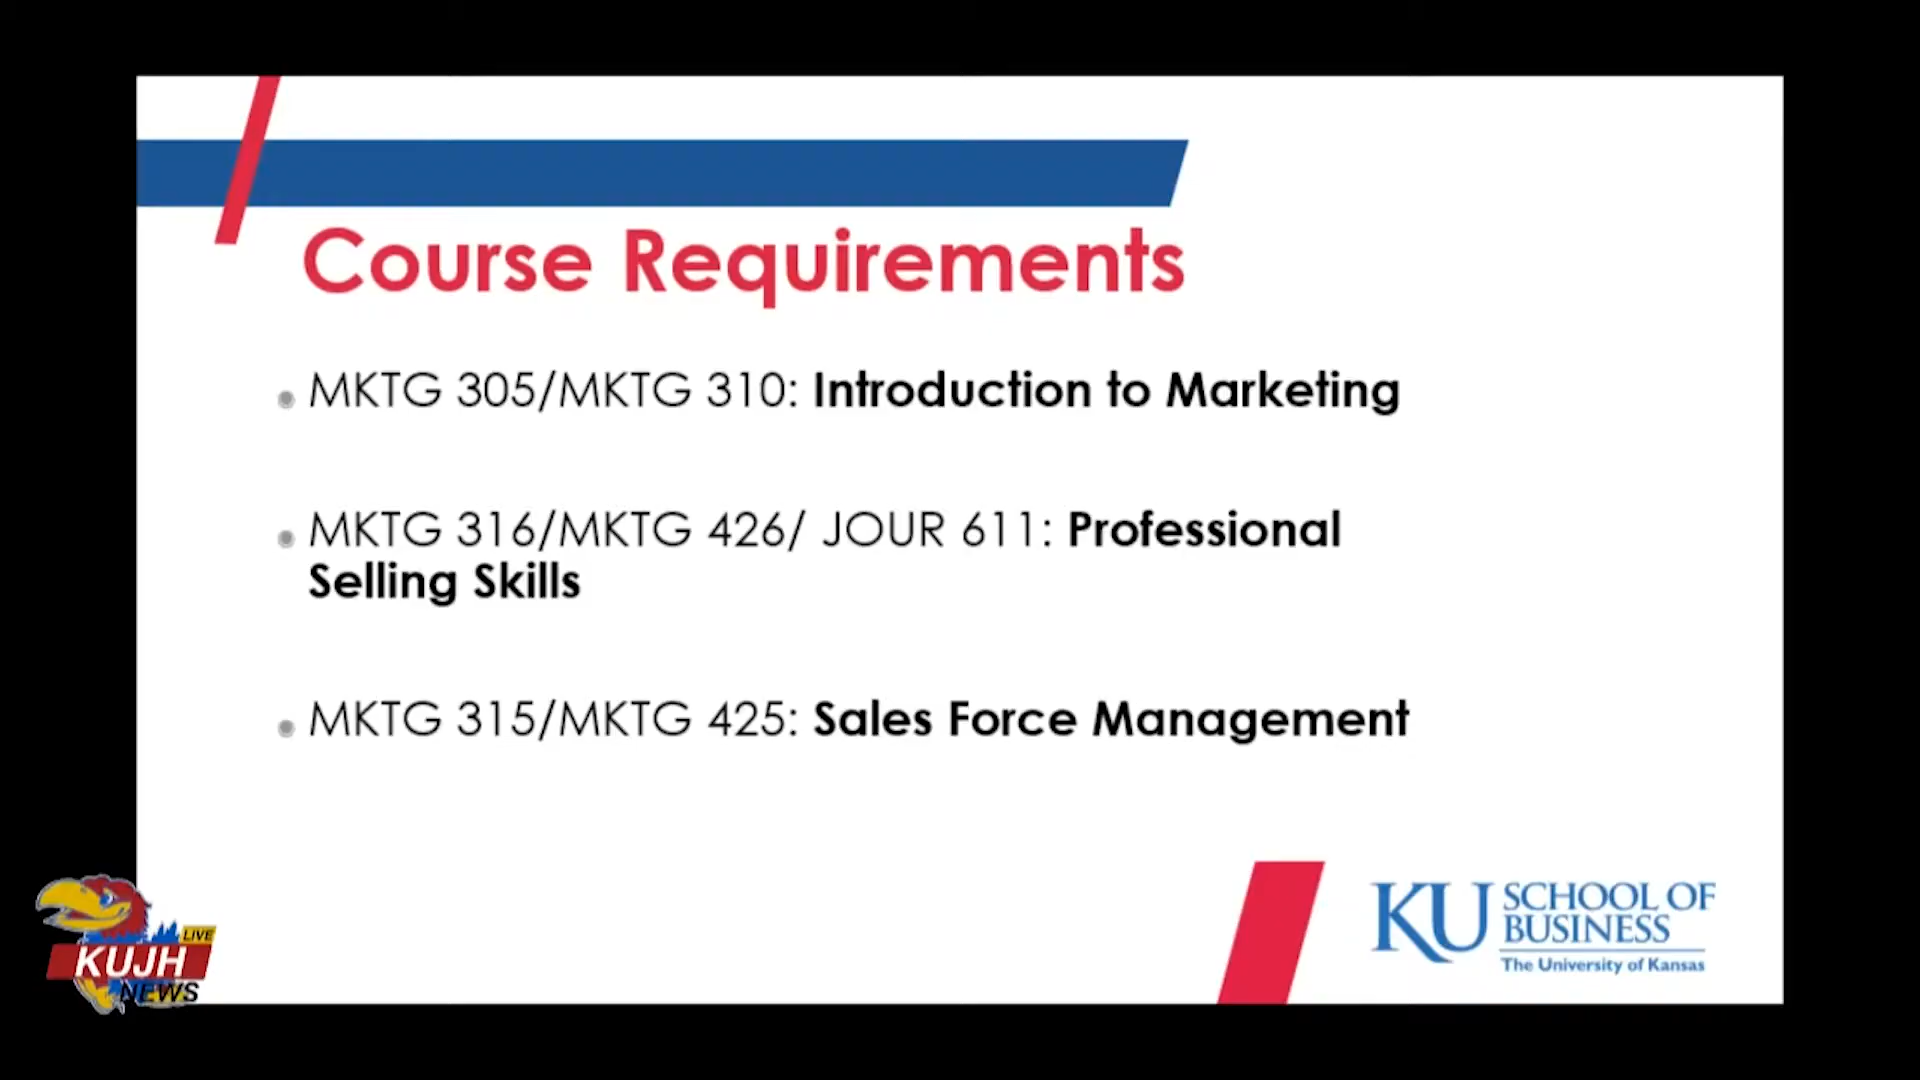 Course Requirements
MKTG 305/MKTG 310: Introduction to Marketing
MKTG 316/MKTG 426/ JOUR 611: Professional
Selling Skills
MKTG 315/MKTG 425: Sales Force Management
LIVE
KUJH
NEWS
KU SCHOOL OF
BUSINESS
The University of Kansas